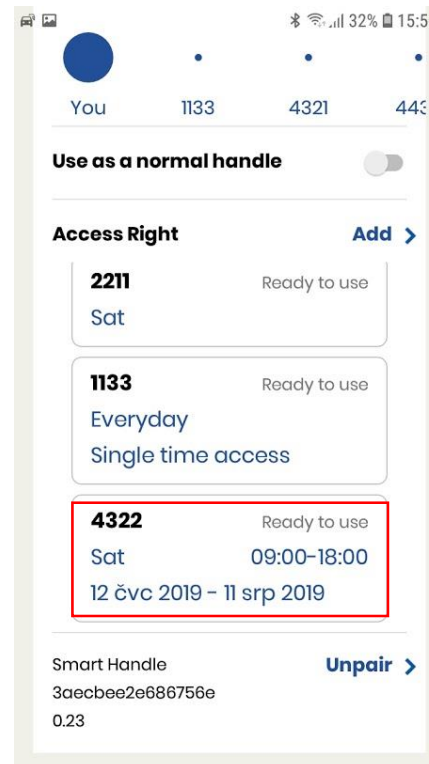 32% 15:5
You 1133 4321 443
Use as a normal handle
Access Right Add >
2211 Ready to use
Sat
1133 Ready to use
Everyday
Single time access
4322 Ready to use
Sat 09:00-18:00
12 čvc 2019 - 11 srp 2019
Smart Handle Unpair >
3aecbee2e686756e
0.23